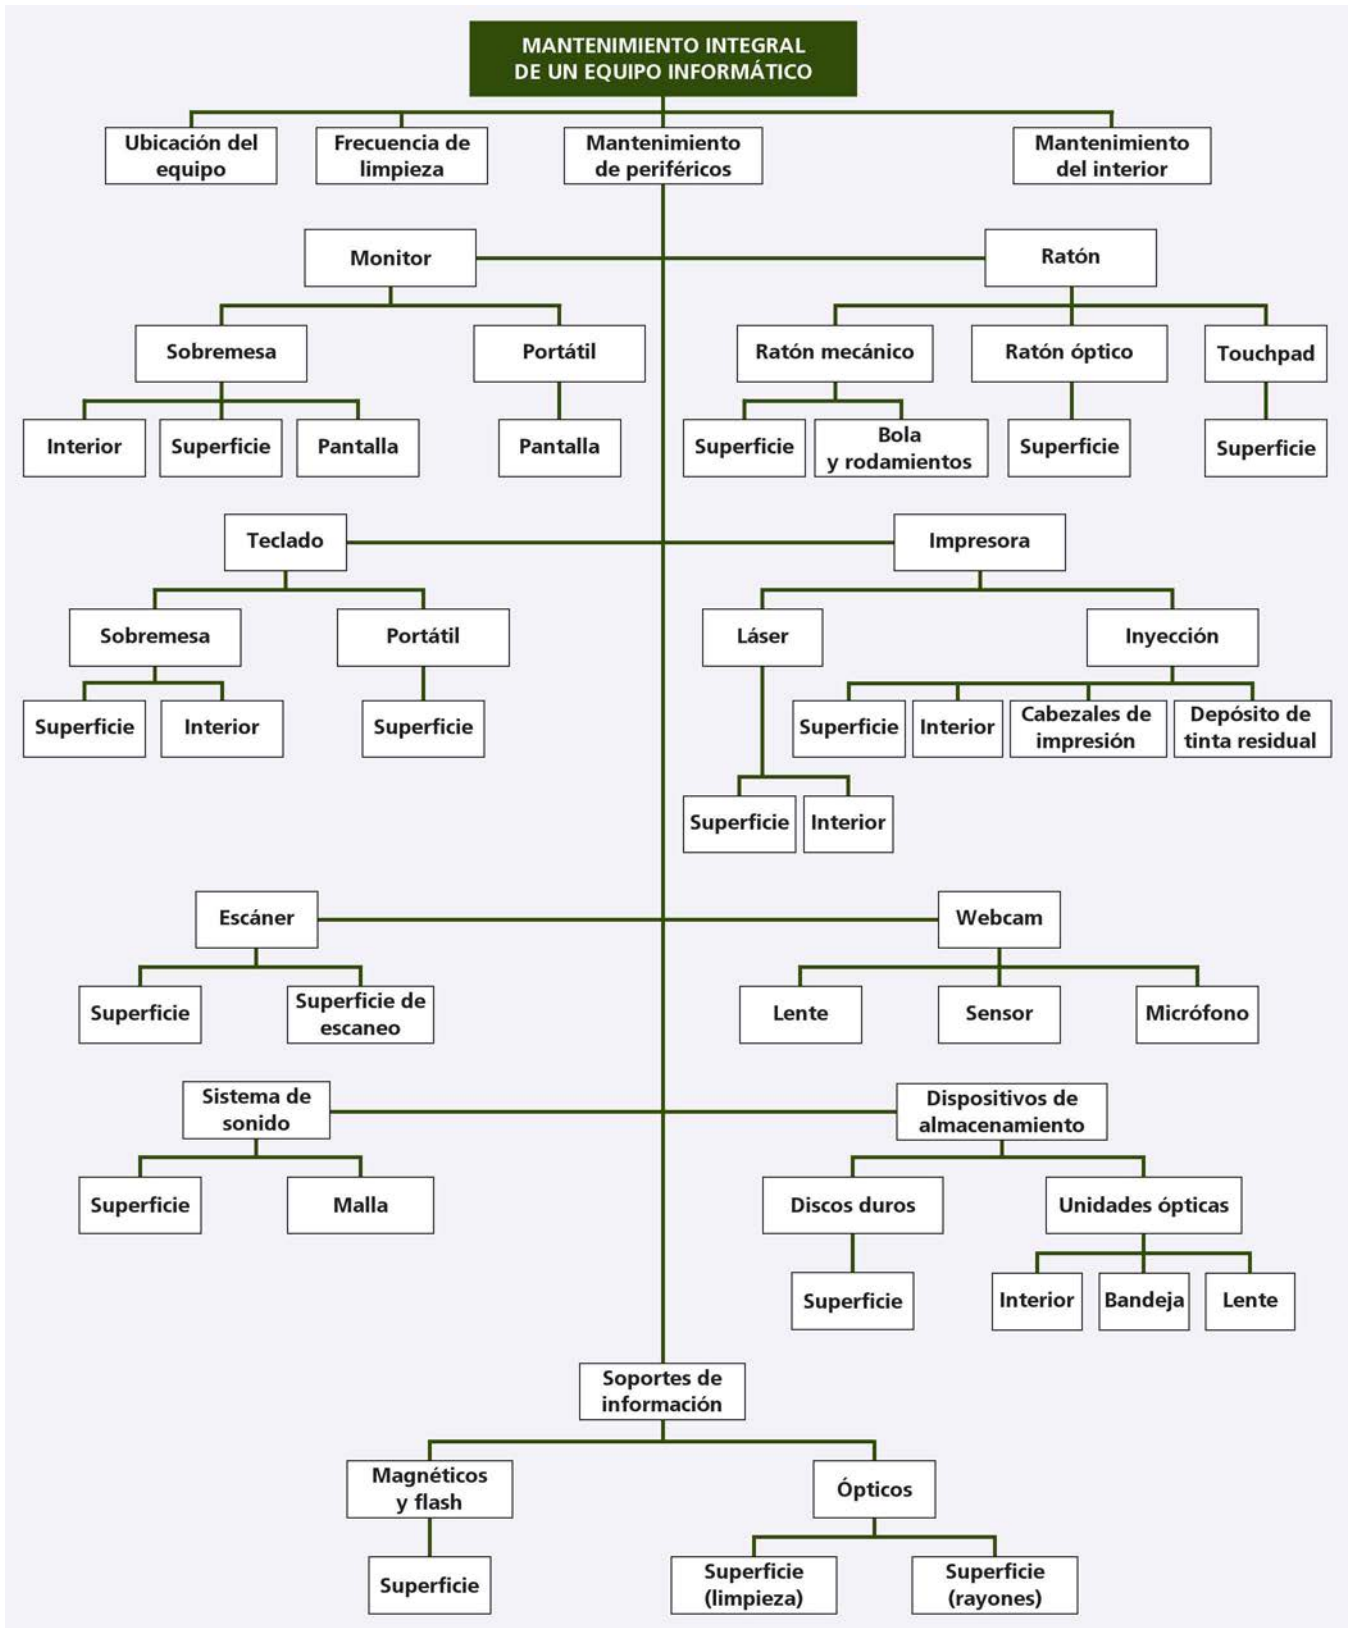 MANTENIMIENTO INTEGRAL
DE UN EQUIPO INFORMÁTICO
Ubicación del
equipo
Frecuencia de
limpieza
Mantenimiento
de periféricos
Mantenimiento
del interior
Monitor
Ratón
Sobremesa
Portátil
Ratón mecánico
Ratón óptico
Touchpad
Interior
Superficie
Pantalla
Pantalla
Superficie
Bola
y rodamientos
Superficie
Superficie
Teclado
Impresora
Sobremesa
Portátil
Láser
Inyección
Superficie
Interior
Superficie
Superficie
Interior
Cabezales de
impresión
Depósito de
tinta residual
Superficie
Interior
Escáner
Webcam
Superficie
Superficie de
escaneo
Lente
Sensor
Micrófono
Sistema de
sonido
Dispositivos de
almacenamiento
Superficie
Malla
Discos duros
Unidades ópticas
Superficie
Interior
Bandeja
Lente
Soportes de
información
Magnéticos
y flash
Ópticos
Superficie
Superficie
(limpieza)
Superficie
(rayones)